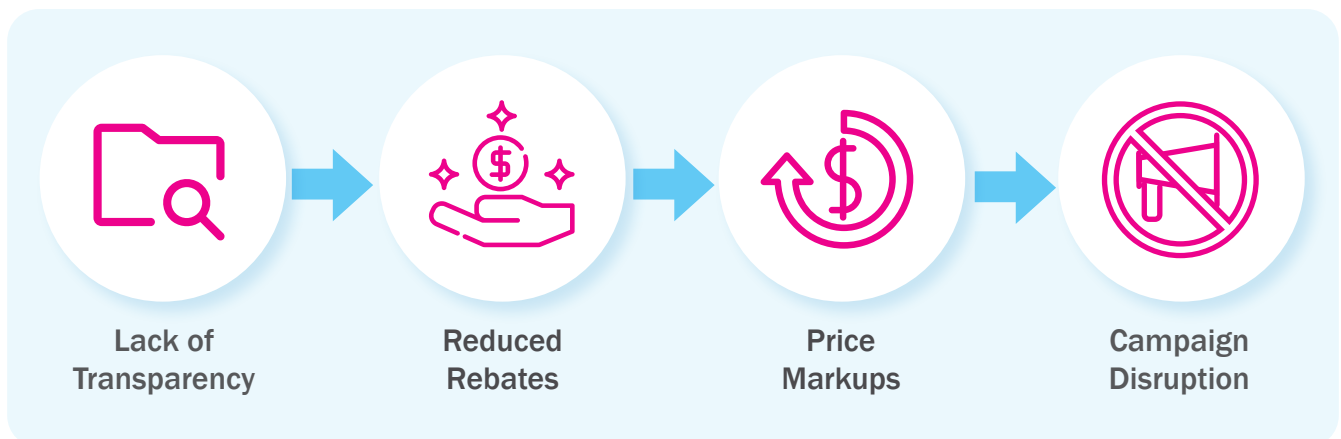 Lack of
Transparency
Reduced
Rebates
Price
Markups
Campaign
Disruption